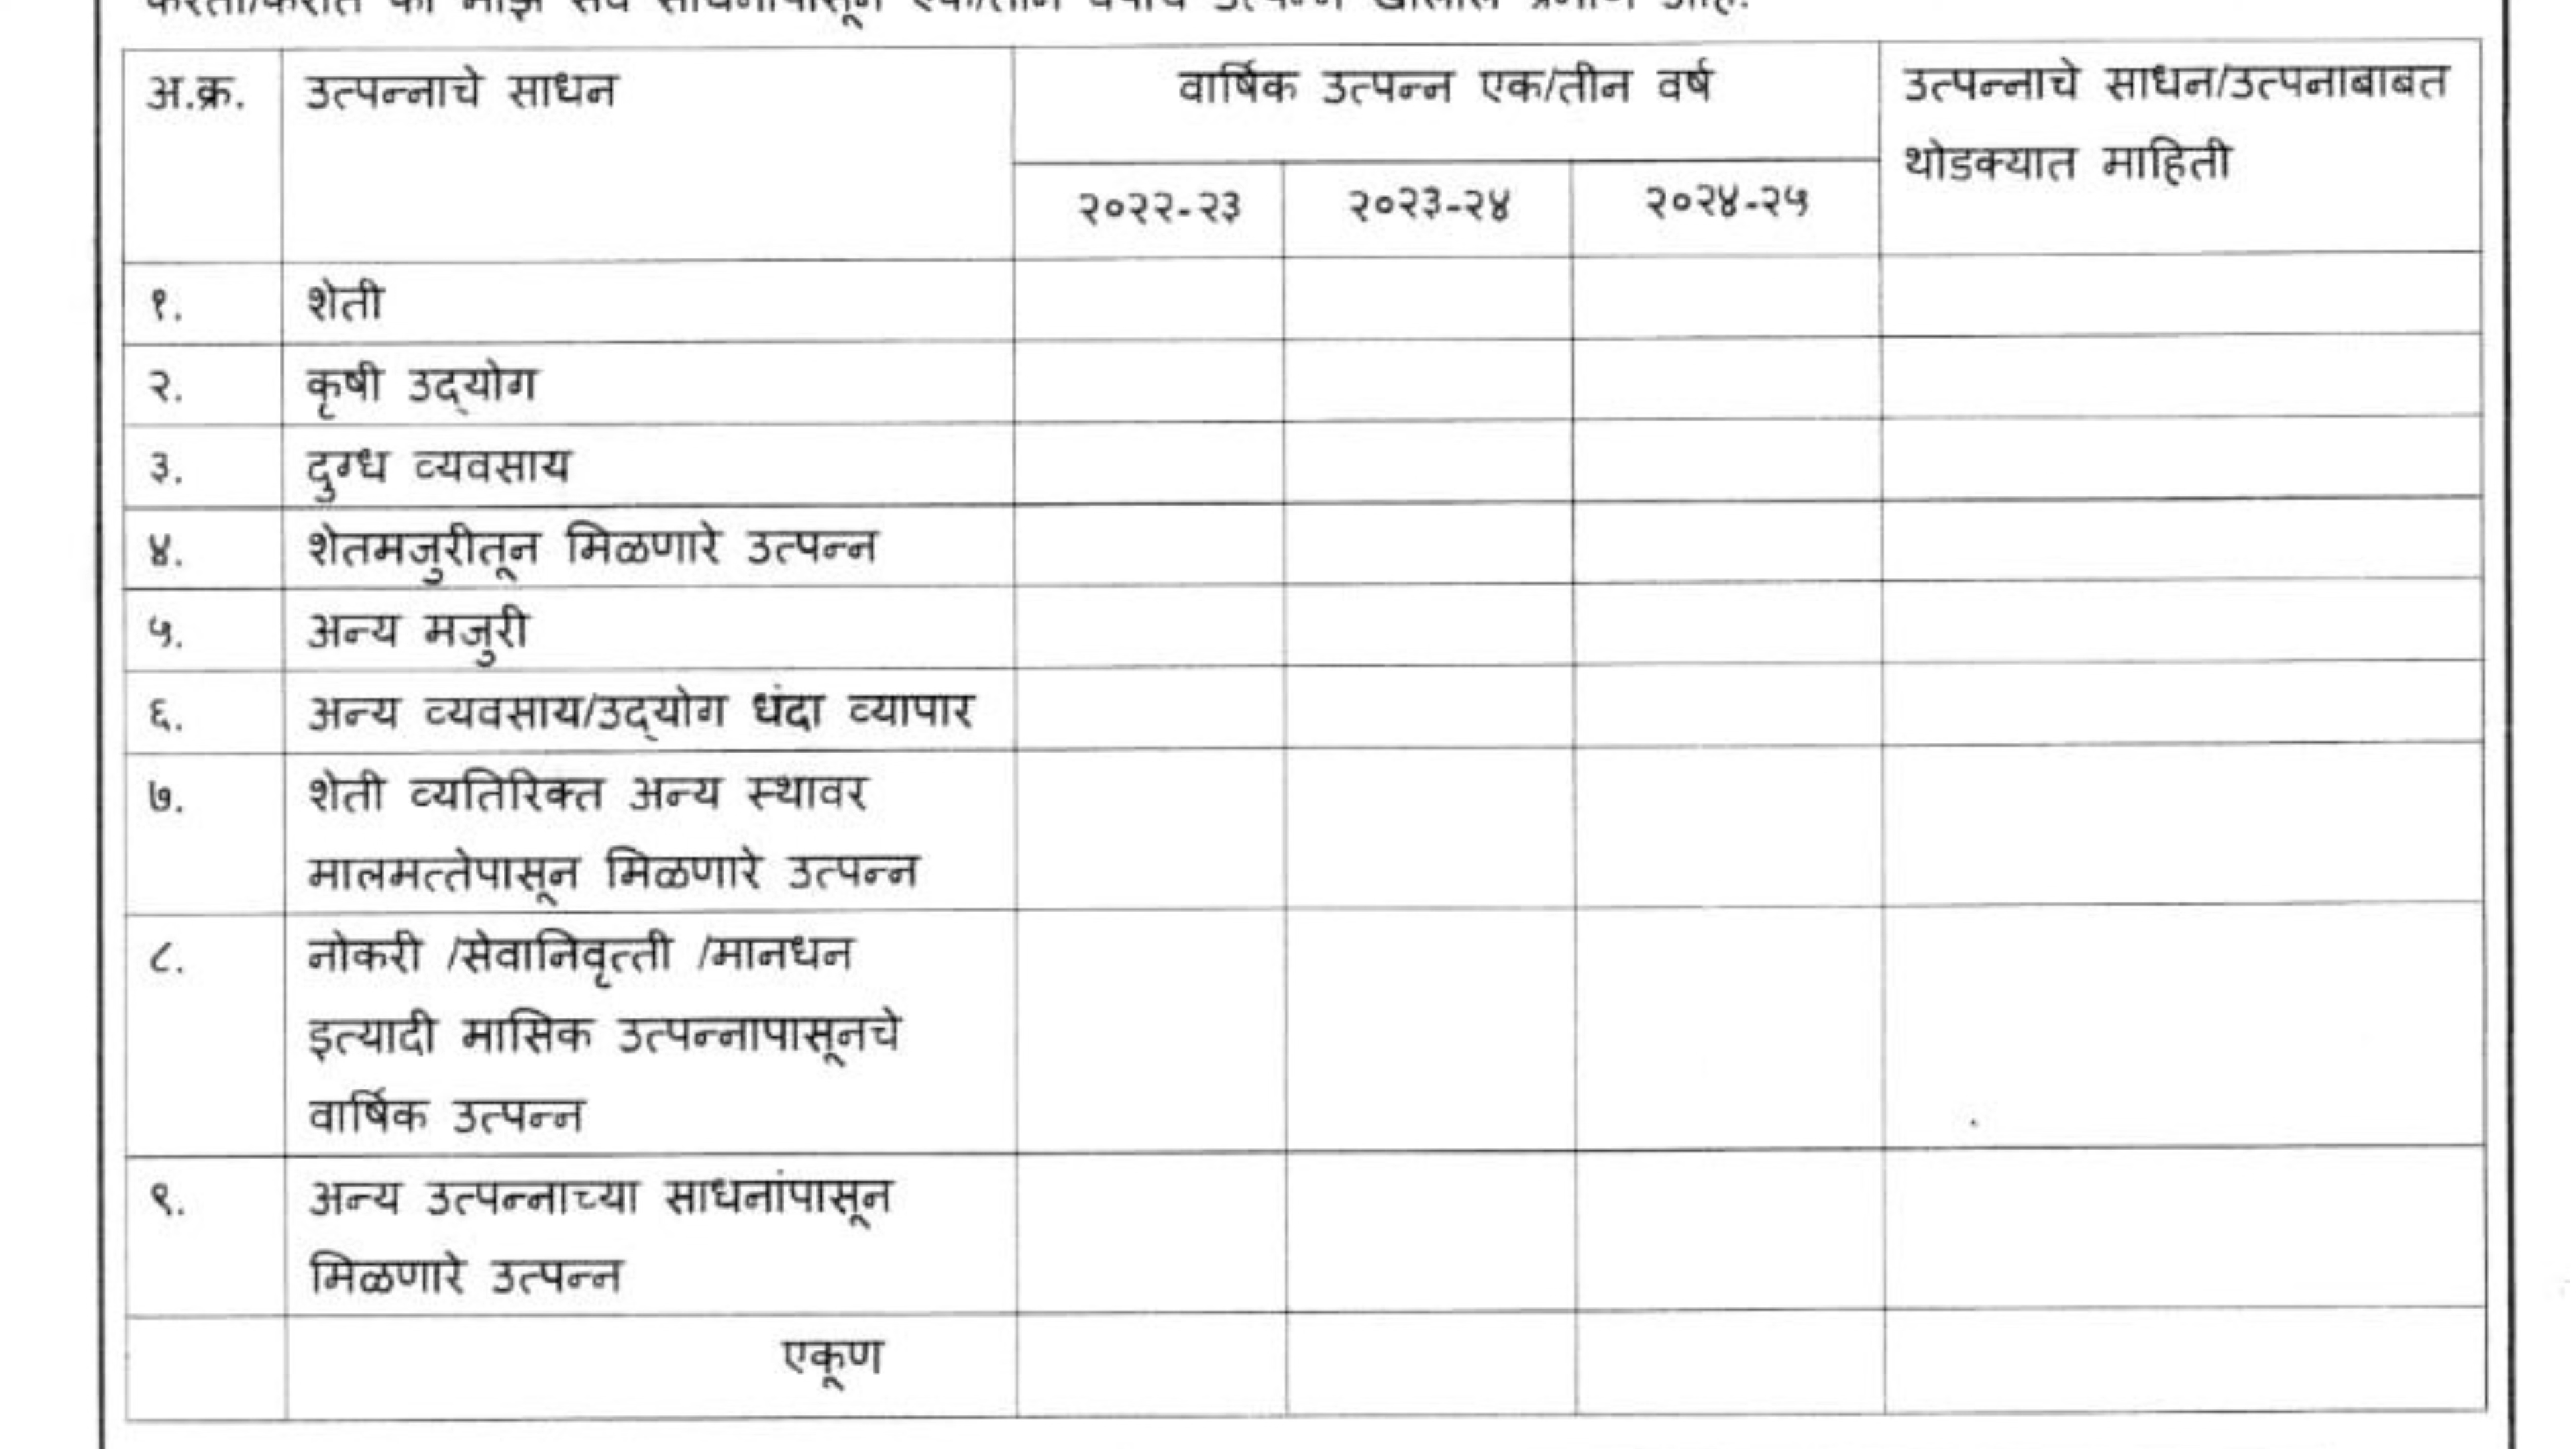 अ.क्र. उत्पन्नाचे साधन वार्षिक उत्पन्न एक/तीन वर्ष उत्पन्नाचे साधन/उत्पनाबाबत
थोडक्यात माहिती
२०२२-२३ २०२३-२४ २०२४-२५
१. शेती
२. कृषी उद्‌योग
३. दुग्ध व्यवसाय
४. शेतमजुरीतून मिळणारे उत्पन्न
५. अन्य मजुरी
६. अन्य व्यवसाय/उद्‌योग धंदा व्यापार
७. शेती व्यतिरिक्त अन्य स्थावर
मालमत्तेपासून मिळणारे उत्पन्न
८. नोकरी /सेवानिवृत्ती /मानधन
इत्यादी मासिक उत्पन्नापासूनचे
वार्षिक उत्पन्न
९. अन्य उत्पन्नाच्या साधनांपासून
मिळणारे उत्पन्न
एकूण